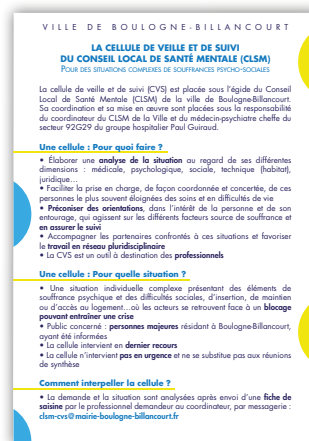 VILLE DE BOULOGNE-BILLANCOURT
LA CELLULE DE VEILLE ET DE SUIVI
DU CONSEIL LOCAL DE SANTÉ MENTALE (CLSM)
POUR DES SITUATIONS COMPLEXES DE SOUFFRANCES PSYCHO-SOCIALES
La cellule de veille et de suivi (CVS) est placée sous l'égide du Conseil
Local de Santé Mentale (CLSM) de la ville de Boulogne-Billancourt.
Sa coordination et sa mise en œuvre sont placées sous la responsabilité
du coordinateur du CLSM de la Ville et du médecin-psychiatre cheffe du
secteur 92G29 du groupe hospitalier Paul Guiraud.
Une cellule : Pour quoi faire ?
• Élaborer une analyse de la situation au regard de ses différentes
dimensions : médicale, psychologique, sociale, technique (habitat),
juridique...
• Faciliter la prise en charge, de façon coordonnée et concertée, de ces
personnes le plus souvent éloignées des soins et en difficultés de vie
• Préconiser des orientations, dans l'intérêt de la personne et de son
entourage, qui agissent sur les différents facteurs source de souffrance et
en assurer le suivi
• Accompagner les partenaires confrontés à ces situations et favoriser
le travail en réseau pluridisciplinaire
• La CVS est un outil à destination des professionnels
Une cellule : Pour quelle situation ?
• Une situation individuelle complexe présentant des éléments de
souffrance psychique et des difficultés sociales, d'insertion, de maintien
ou d'accès au logement...où les acteurs se retrouvent face à un blocage
pouvant entraîner une crise
• Public concerné : personnes majeures résidant à Boulogne-Billancourt,
ayant été informées
• La cellule intervient en dernier recours
• La cellule n'intervient pas en urgence et ne se substitue pas aux réunions
de synthèse
Comment interpeller la cellule ?
• La demande et la situation sont analysées après envoi d'une fiche de
saisine par le professionnel demandeur au coordinateur, par messagerie :
clsm-cvs@mairie-boulogne-billancourt.fr